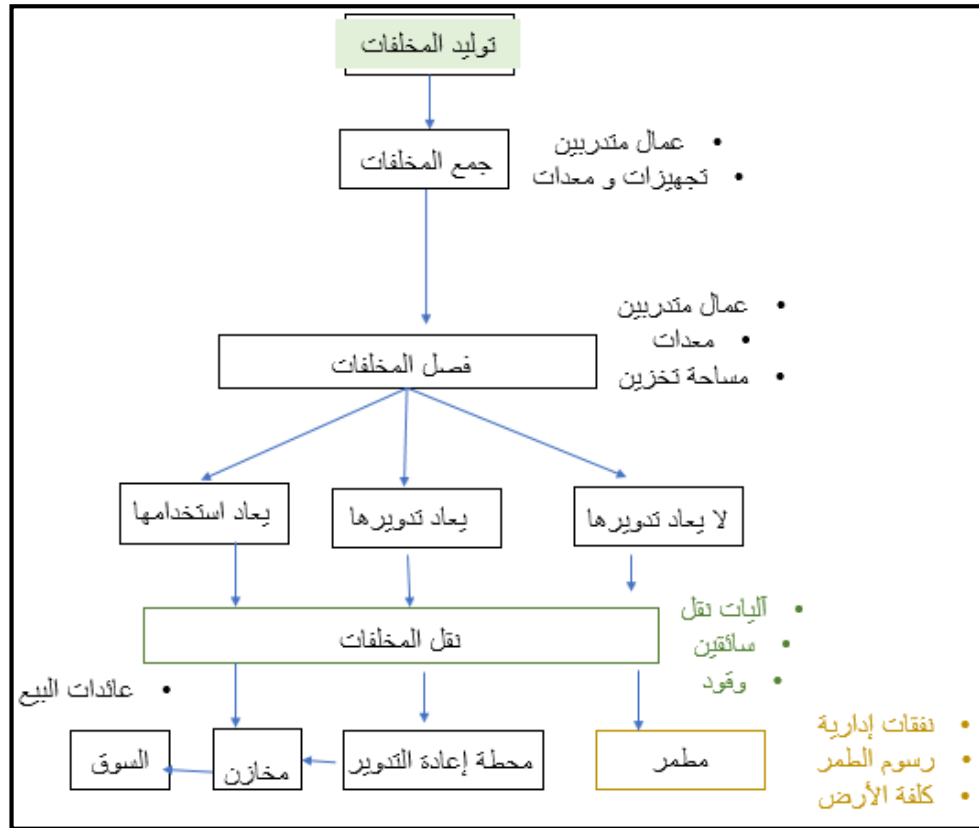 توليد المخلفات
جمع المخلفات
• عمال متدربين
• تجهيزات و معدات
فصل المخلفات
• عمال متدربين
• معدات
• مساحة تخزين
لا يعاد تدويرها
يعاد تدويرها
يعاد استخدامها
نقل المخلفات
• آليات نقل
• سائقين
• وقود
• عائدات البيع
مطمر
محطة إعادة التدوير
مخازن
السوق
• نفقات إدارية
• رسوم الطمر
• كلفة الأرض